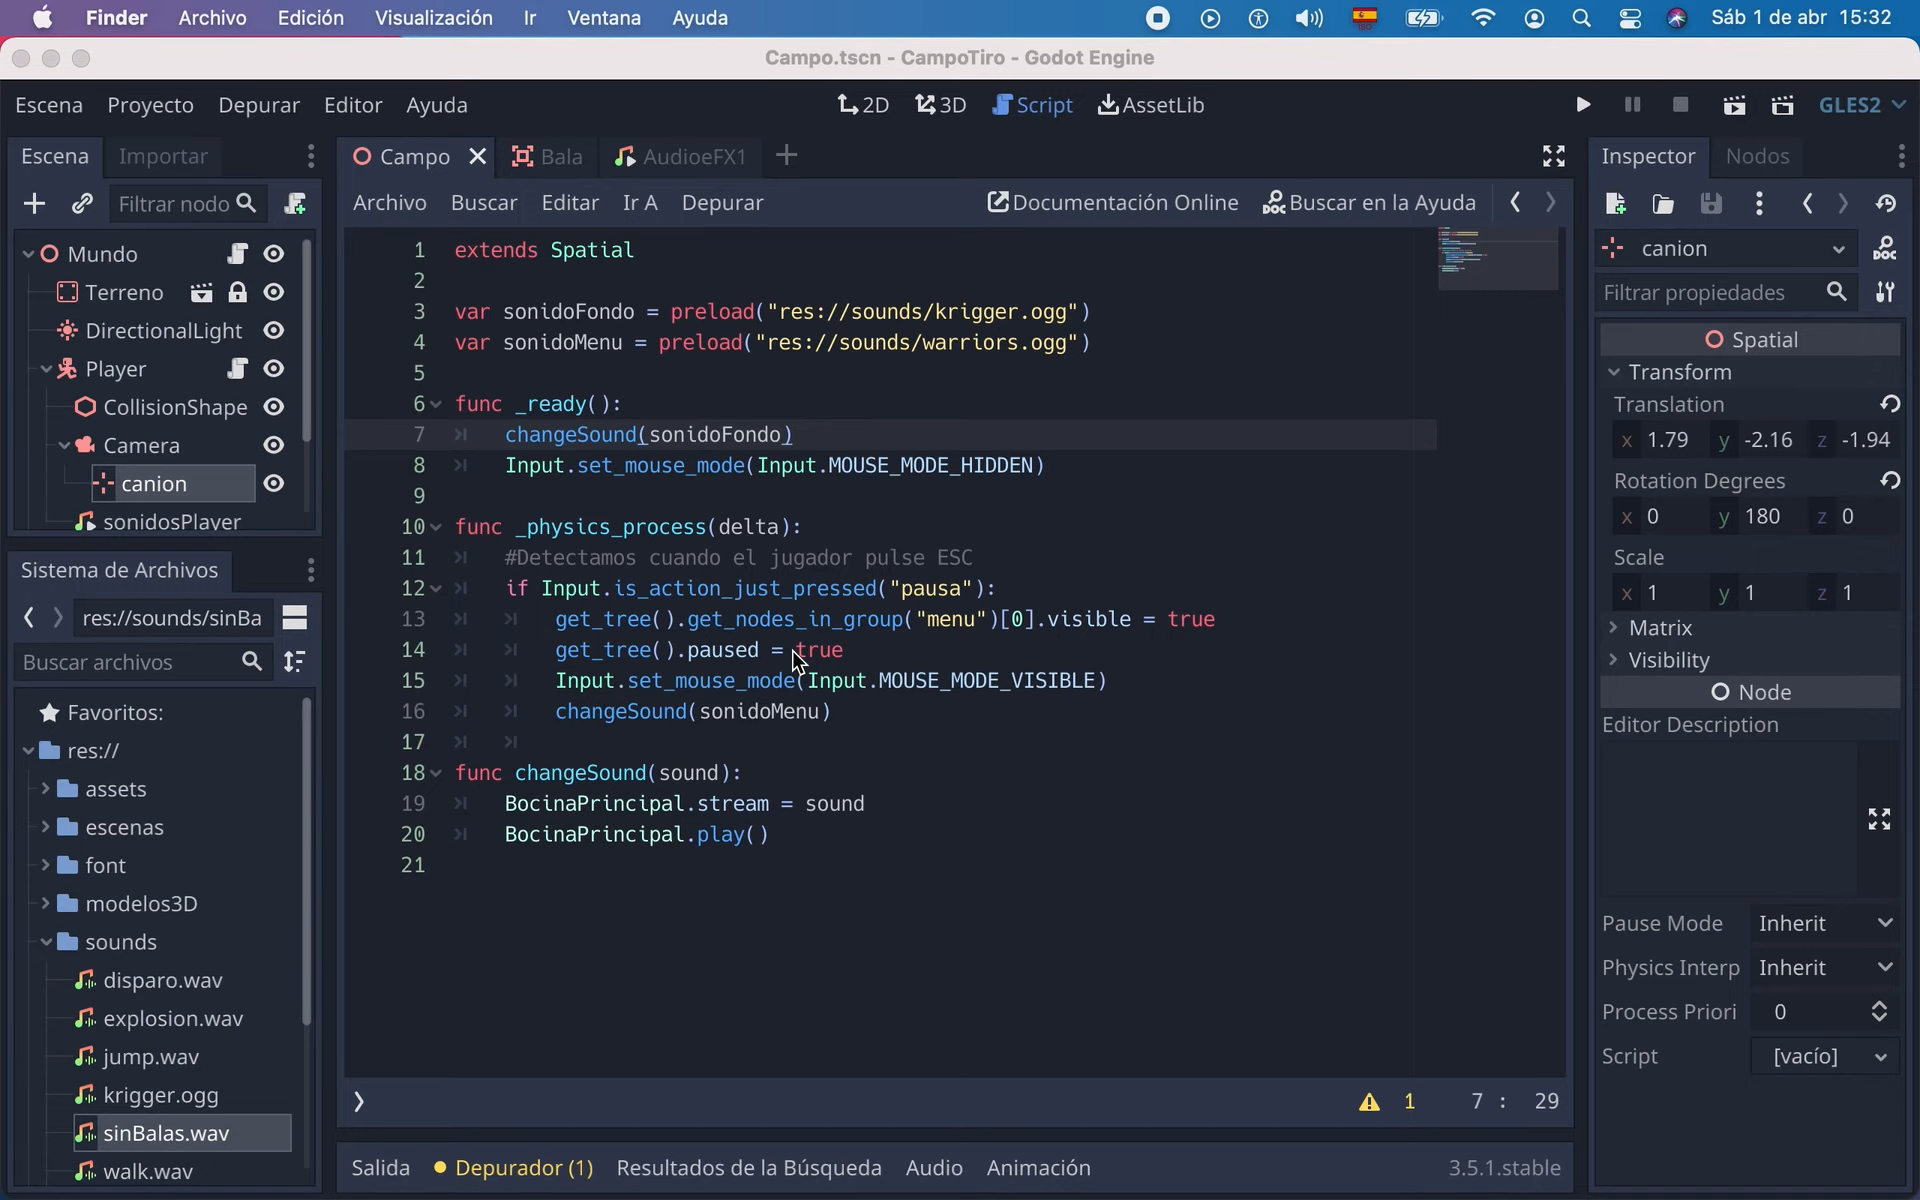 Finder Archivo Edición Visualización Ir Ventana Ayuda Sáb 1 de abr 15:32
Campo.tscn - CampoTiro - Godot Engine
Escena Proyecto Depurar Editor Ayuda 2D 3D Script AssetLib GLES2
Escena Importar
Filtrar nodo
Mundo
Terreno
DirectionalLight
Player
CollisionShape
Camera
canion
sonidosPlayer
Sistema de Archivos
res://sounds/sinBa
Buscar archivos
Favoritos:
res://
assets
escenas
font
modelos3D
sounds
disparo.wav
explosion.wav
jump.wav
krigger.ogg
sinBalas.wav
walk.wav
Campo Bala AudioeFX1
Archivo Buscar Editar Ir A Depurar Documentación Online Buscar en la Ayuda
1 extends Spatial
2
3 var sonidoFondo = preload("res://sounds/krigger.ogg")
4 var sonidoMenu = preload("res://sounds/warriors.ogg")
5
6 func _ready():
7 changeSound(sonidoFondo)
8 Input.set_mouse_mode(Input.MOUSE_MODE_HIDDEN)
9
10 func _physics_process(delta):
11 #Detectamos cuando el jugador pulse ESC
12 if Input.is_action_just_pressed("pausa"):
13 get_tree().get_nodes_in_group("menu")[0].visible = true
14 get_tree().paused = true
15 Input.set_mouse_mode(Input.MOUSE_MODE_VISIBLE)
16 changeSound(sonidoMenu)
17
18 func changeSound(sound):
19 BocinaPrincipal.stream = sound
20 BocinaPrincipal.play()
21
1 7 : 29
Salida Depurador (1) Resultados de la Búsqueda Audio Animación 3.5.1.stable
Inspector Nodos
canion
Filtrar propiedades
Spatial
Transform
Translation
x 1.79 y -2.16 z -1.94
Rotation Degrees
x 0 y 180 z 0
Scale
x 1 y 1 z 1
Matrix
Visibility
Node
Editor Description
Pause Mode Inherit
Physics Interp Inherit
Process Priori 0
Script [vacío]